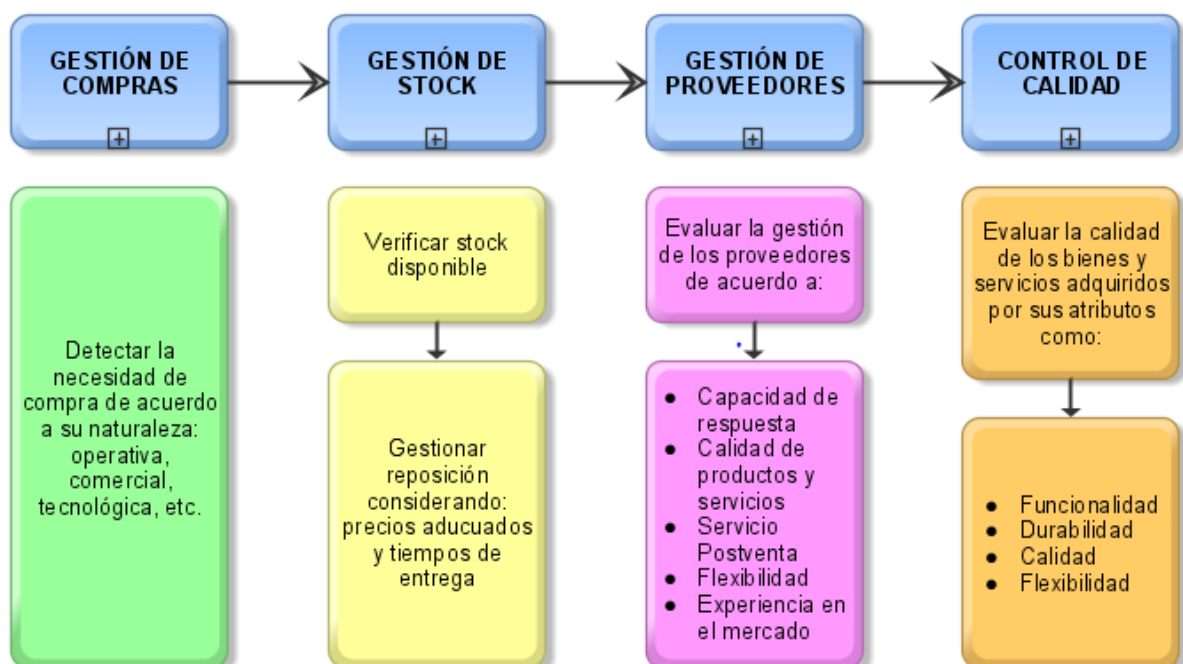 GESTIÓN DE
COMPRAS
GESTIÓN DE
STOCK
GESTIÓN DE
PROVEEDORES
CONTROL DE
CALIDAD
Detectar la
necesidad de
compra de acuerdo
a su naturaleza:
operativa,
comercial,
tecnológica, etc.
Verificar stock
disponible
Gestionar
reposición
considerando:
precios aducuados
y tiempos de
entrega
Evaluar la gestión
de los proveedores
de acuerdo a:
● Capacidad de
respuesta
● Calidad de
productos y
servicios
● Servicio
Postventa
● Flexibilidad
● Experiencia en
el mercado
Evaluar la calidad
de los bienes y
servicios adquiridos
por sus atributos
como:
● Funcionalidad
● Durabilidad
● Calidad
● Flexibilidad